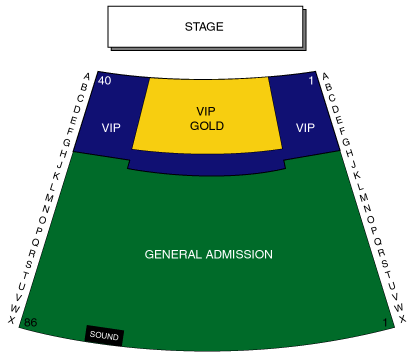 STAGE
40
1
VIP
GOLD
VIP
VIP
GENERAL ADMISSION
86
1
SOUND
A
B
C
D
E
F
G
H
J
K
L
M
N
O
P
Q
R
S
T
U
V
W
X
A
B
C
D
E
F
G
H
J
K
L
M
N
O
P
Q
R
S
T
U
V
W
X